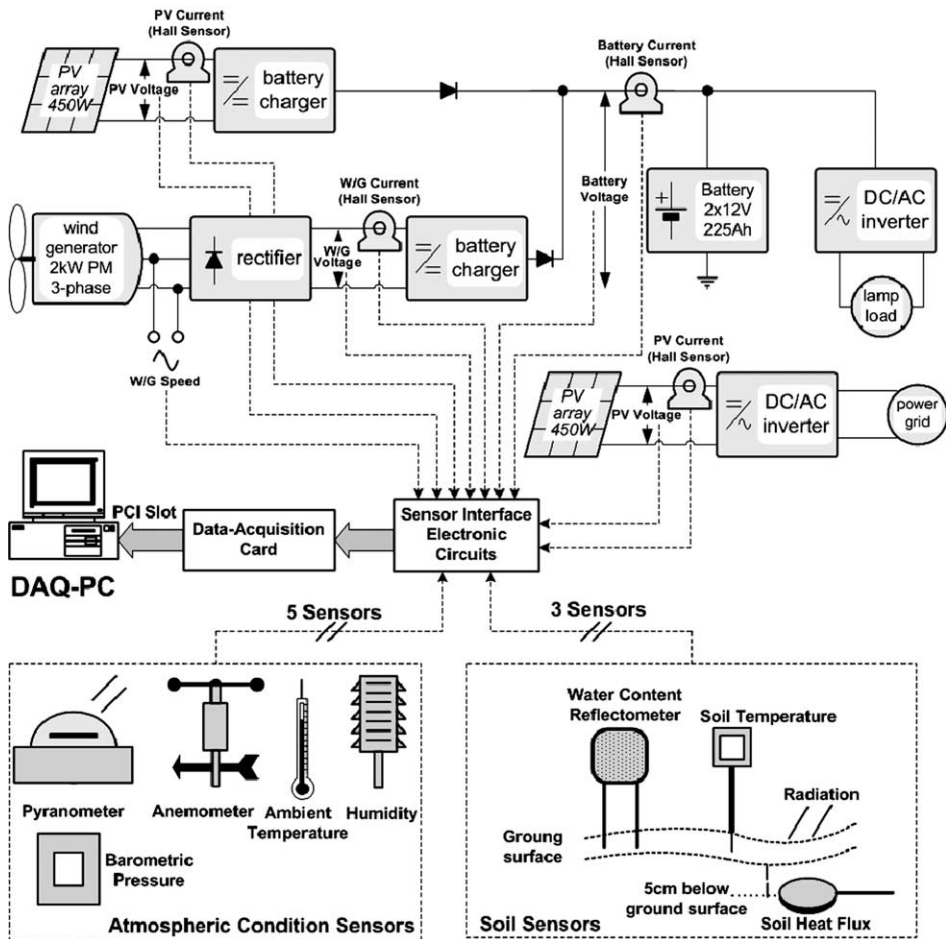 PV Current
(Hall Sensor)
PV
array
450W
PV Voltage
battery
charger
Battery Current
(Hall Sensor)
Battery
Voltage
Battery
2x12V
225Ah
DC/AC
inverter
lamp
load
wind
generator
2kW PM
3-phase
rectifier
W/G Current
(Hall Sensor)
W/G
Voltage
battery
charger
W/G Speed
PV Current
(Hall Sensor)
PV
array
450W
PV Voltage
DC/AC
inverter
power
grid
PCI Slot
Data-Acquisition
Card
Sensor Interface
Electronic
Circuits
DAQ-PC
5 Sensors
3 Sensors
Pyranometer
Anemometer
Ambient
Temperature
Humidity
Barometric
Pressure
Atmospheric Condition Sensors
Water Content
Reflectometer
Soil Temperature
Radiation
Groung
surface
5cm below
ground surface
Soil Heat Flux
Soil Sensors